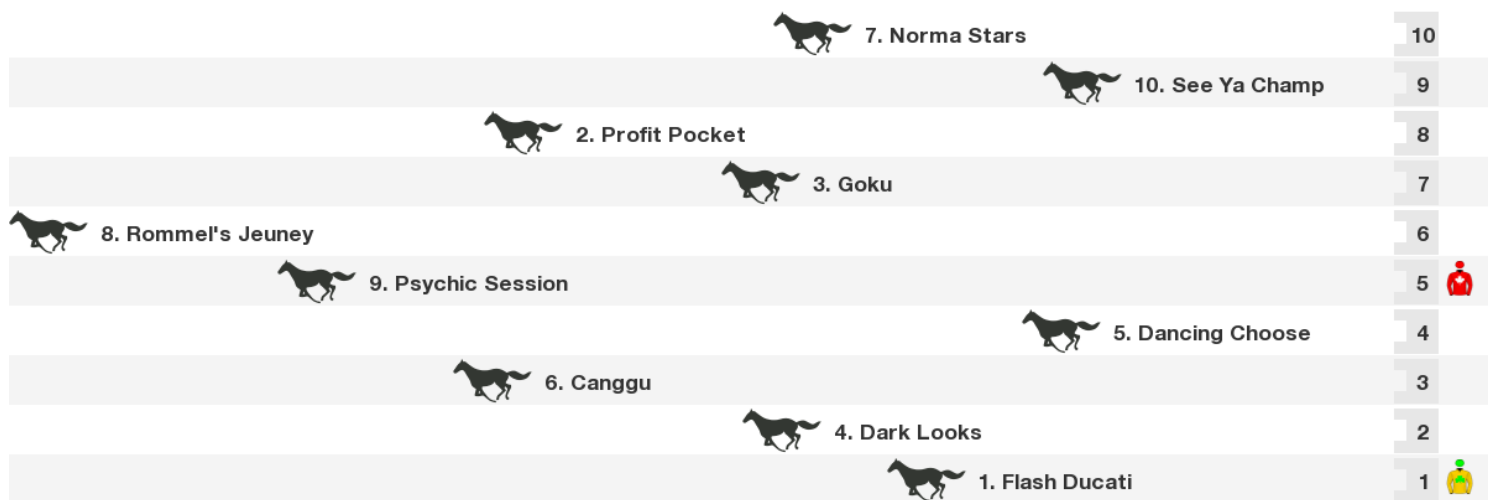 7. Norma Stars 10
10. See Ya Champ 9
2. Profit Pocket 8
3. Goku 7
8. Rommel's Jeuney 6
9. Psychic Session 5
5. Dancing Choose 4
6. Canggu 3
4. Dark Looks 2
1. Flash Ducati 1